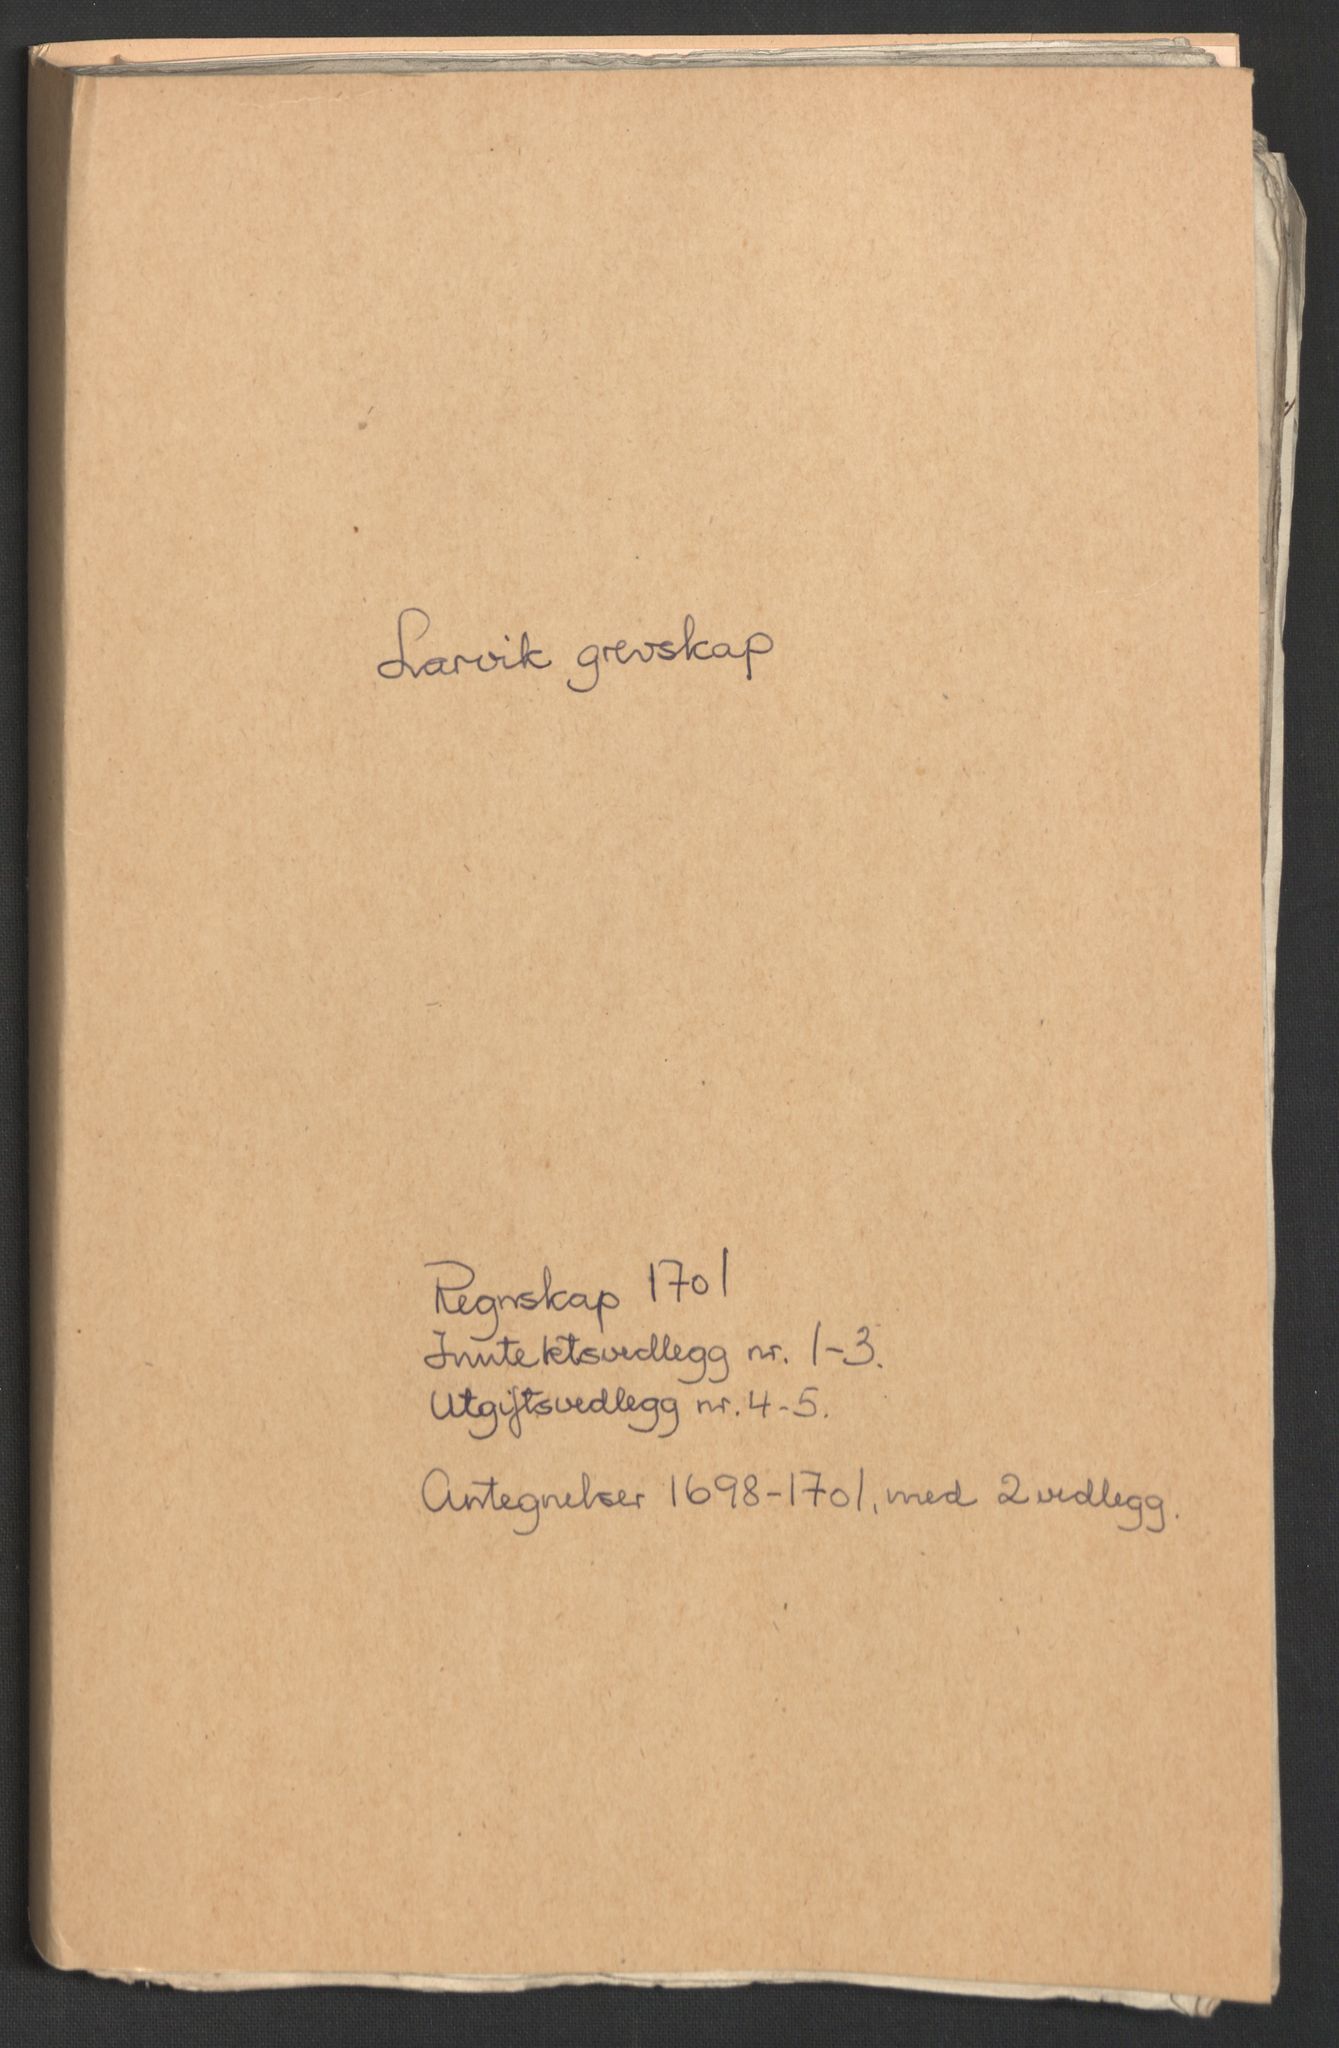 Larvik grevskap
Regnskap 1701
Inntektsvedlegg nr. 1-3.
Utgiftsvedlegg nr. 4-5.
Antegnelser 1698-1701, med 2 vedlegg.